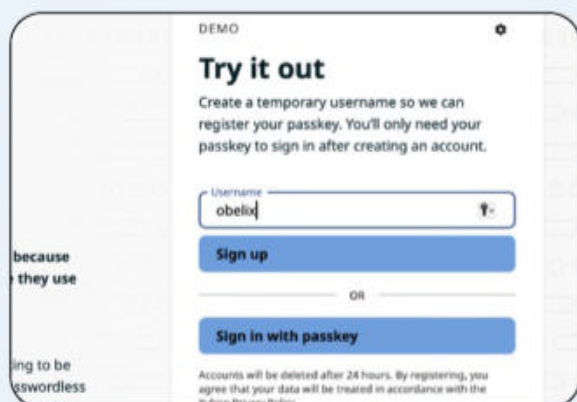 DEMO
Try it out
Create a temporary username so we can
register your passkey. You'll only need your
passkey to sign in after creating an account.
Username
obelix
Sign up
OR
Sign in with passkey
Accounts will be deleted after 24 hours. By registering, you
agree that your data will be treated in accordance with the
because
they use
ing to be
sswordless